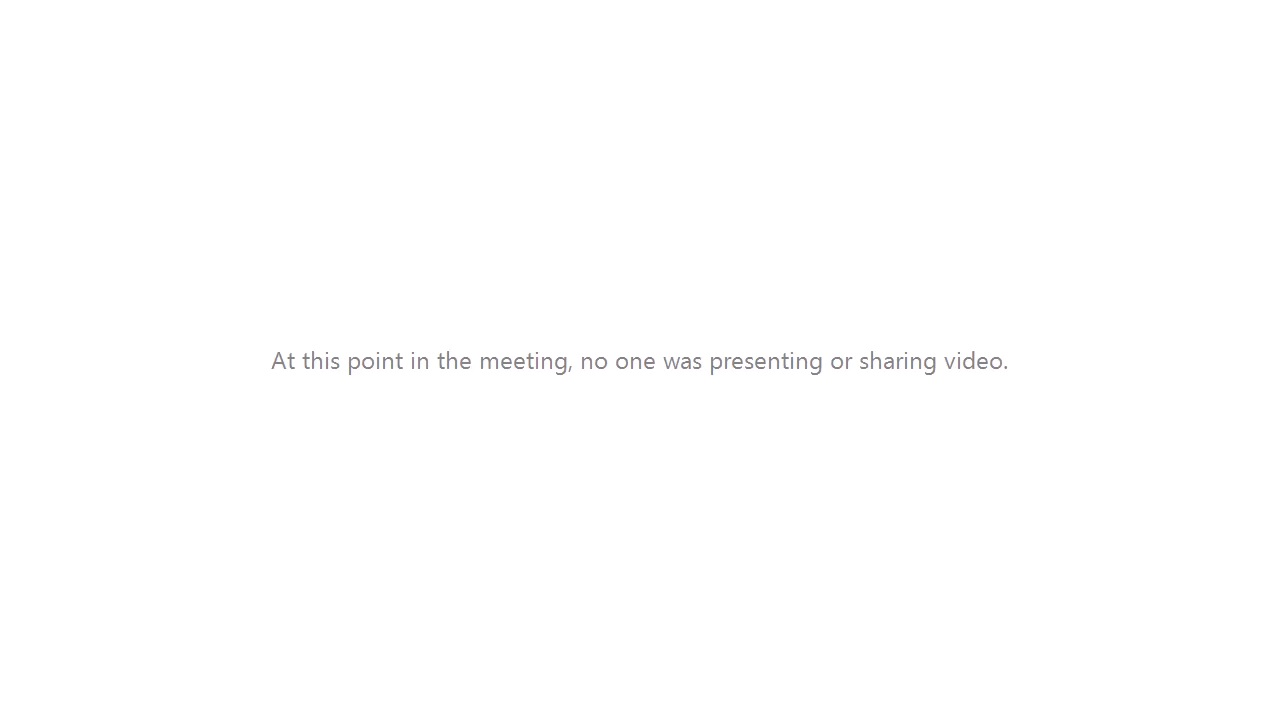 At this point in the meeting, no one was presenting or sharing video.